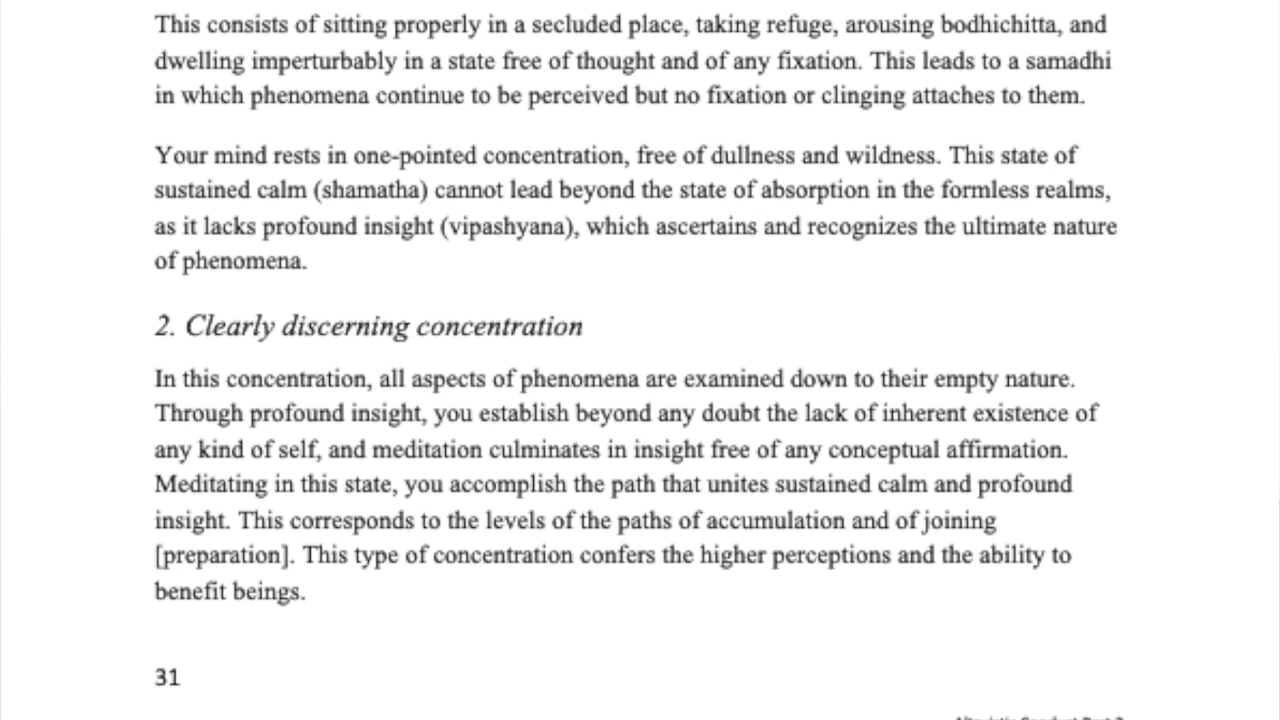 This consists of sitting properly in a secluded place, taking refuge, arousing bodhichitta, and
dwelling imperturbably in a state free of thought and of any fixation. This leads to a samadhi
in which phenomena continue to be perceived but no fixation or clinging attaches to them.
Your mind rests in one-pointed concentration, free of dullness and wildness. This state of
sustained calm (shamatha) cannot lead beyond the state of absorption in the formless realms,
as it lacks profound insight (vipashyana), which ascertains and recognizes the ultimate nature
of phenomena.
2. Clearly discerning concentration
In this concentration, all aspects of phenomena are examined down to their empty nature.
Through profound insight, you establish beyond any doubt the lack of inherent existence of
any kind of self, and meditation culminates in insight free of any conceptual affirmation.
Meditating in this state, you accomplish the path that unites sustained calm and profound
insight. This corresponds to the levels of the paths of accumulation and of joining
[preparation]. This type of concentration confers the higher perceptions and the ability to
benefit beings.
31